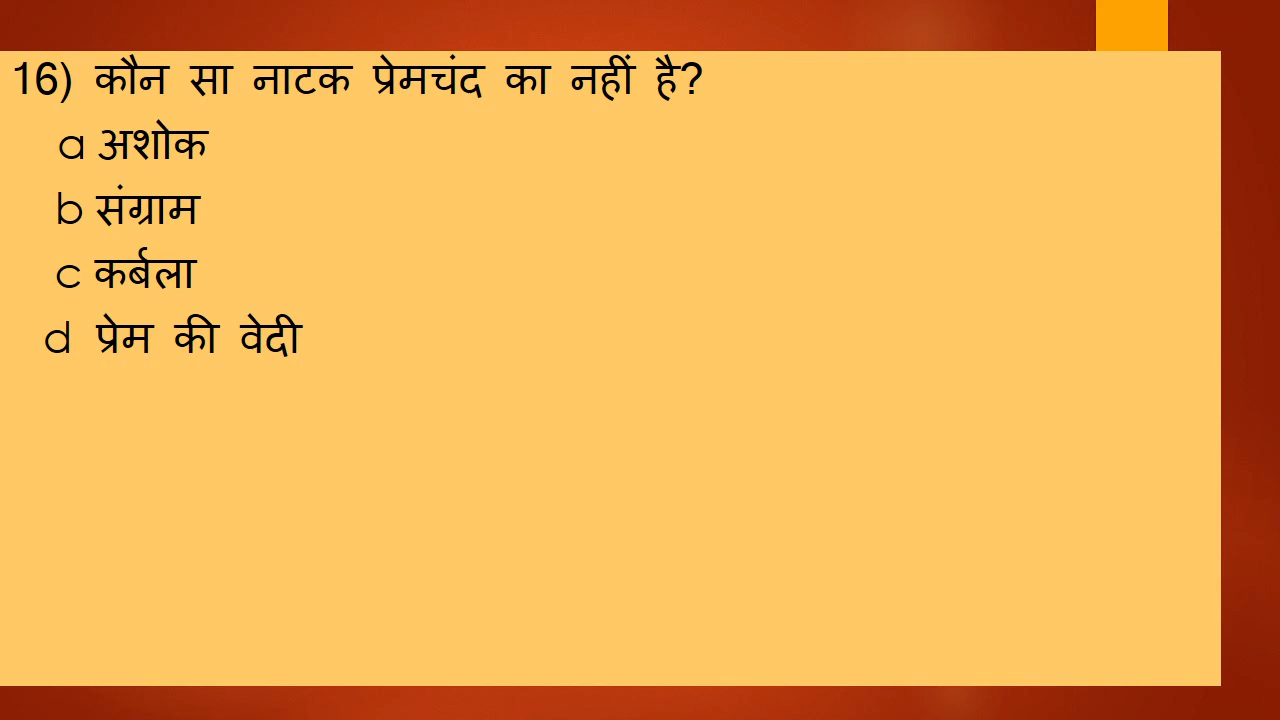 16) कौन सा नाटक प्रेमचंद का नहीं है?
a अशोक
b संग्राम
c कर्बला
d प्रेम की वेदी